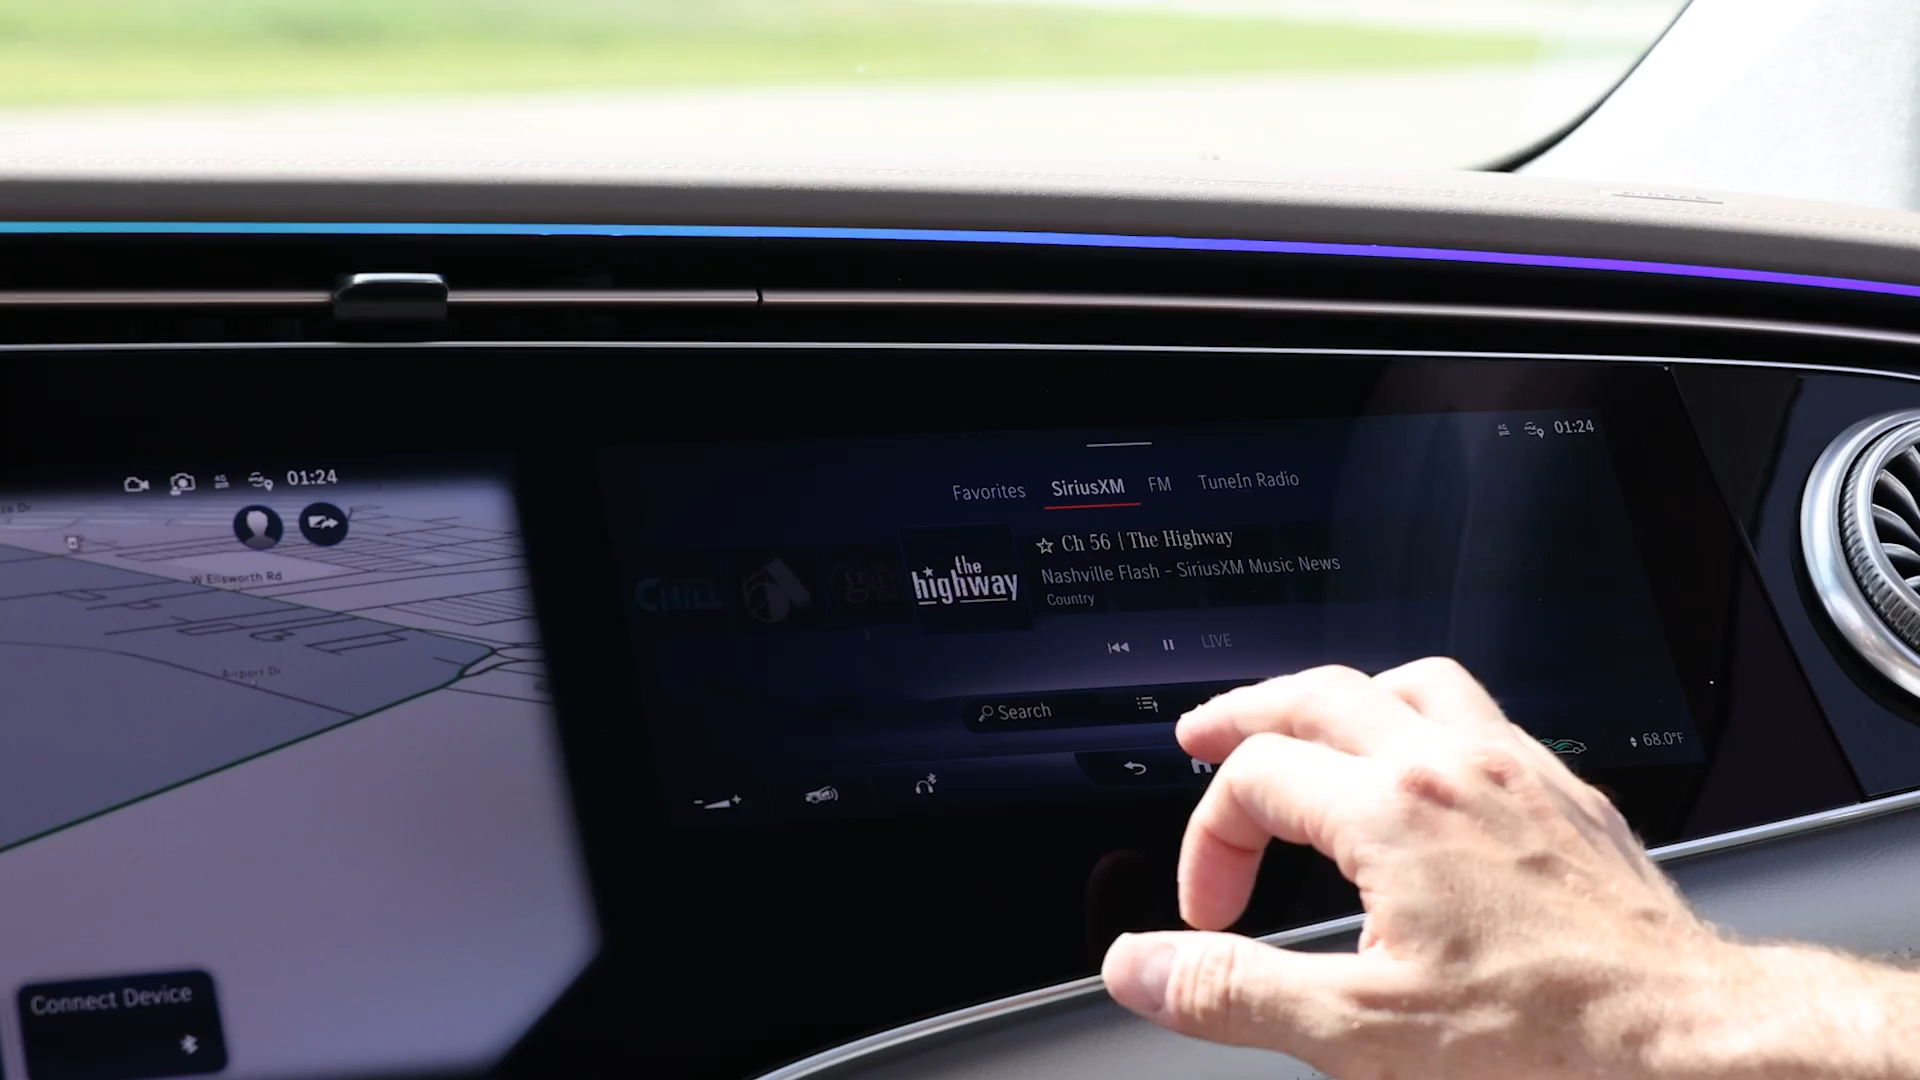 01:24
W Ellsworth Rd
Airport Dr
Connect Device
01:24
Favorites SiriusXM FM TuneIn Radio
CHILL
the
highway
Ch 56 | The Highway
Nashville Flash - SiriusXM Music News
Country
LIVE
Search
68.0°F